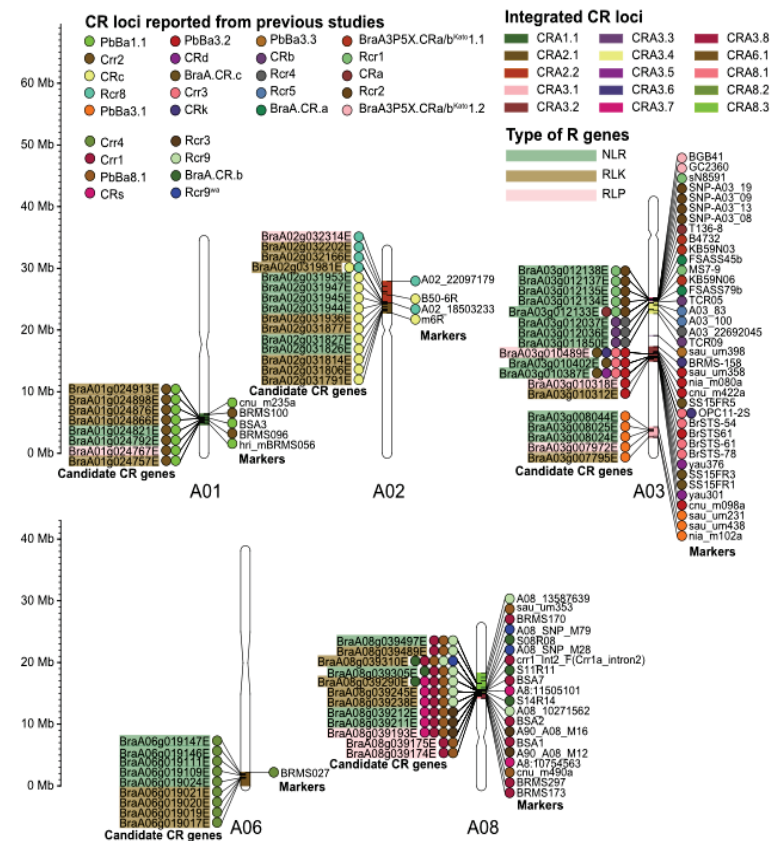 CR loci reported from previous studies
PbBa1.1
Crr2
CRc
Rcr8
PbBa3.1
PbBa3.2
CRd
BraA.CR.c
Crr3
CRk
PbBa3.3
CRb
Rcr4
Rcr5
BraA.CR.a
BraA3P5X.CRa/bKato1.1
Rcr1
CRa
Rcr2
BraA3P5X.CRa/bKato1.2
Crr4
Crr1
PbBa8.1
CRs
Rcr3
Rcr9
BraA.CR.b
Rcr9wa
Integrated CR loci
CRA1.1
CRA2.1
CRA2.2
CRA3.1
CRA3.2
CRA3.3
CRA3.4
CRA3.5
CRA3.6
CRA3.7
CRA3.8
CRA6.1
CRA8.1
CRA8.2
CRA8.3
Type of R genes
NLR
RLK
RLP
60 Mb
50 Mb
40 Mb
30 Mb
20 Mb
10 Mb
0 Mb
BraA01g024913E
BraA01g024898E
BraA01g024876E
BraA01g024866E
BraA01g024821E
BraA01g024792E
BraA01g024767E
BraA01g024757E
Candidate CR genes
cnu_m235a
BRMS100
BSA3
BRMS096
hri_mBRMS056
Markers
A01
BraA02g032314E
BraA02g032202E
BraA02g032166E
BraA02g031981E
BraA02g031953E
BraA02g031947E
BraA02g031945E
BraA02g031944E
BraA02g031936E
BraA02g031877E
BraA02g031827E
BraA02g031826E
BraA02g031814E
BraA02g031806E
BraA02g031791E
Candidate CR genes
A02_22097179
B50-6R
A02_18503233
m6R
Markers
A02
BraA03g012138E
BraA03g012137E
BraA03g012135E
BraA03g012134E
BraA03g012133E
BraA03g012037E
BraA03g012036E
BraA03g011850E
BraA03g010489E
BraA03g010402E
BraA03g010387E
BraA03g010318E
BraA03g010312E
BraA03g008044E
BraA03g008025E
BraA03g008024E
BraA03g007972E
BraA03g007795E
Candidate CR genes
BGB41
GC2360
sN8591
SNP-A03_19
SNP-A03_09
SNP-A03_13
SNP-A03_08
T136-8
B4732
KB59N03
FSASS45b
MS7-9
KB59N06
FSASS79b
TCR05
A03_83
A03_100
A03_22692045
TCR09
sau_um398
BRMS-158
sau_um358
nia_m080a
cnu_m422a
SS15FR5
OPC11-2S
BrSTS-54
BrSTS61
BrSTS-61
BrSTS-78
yau376
SS15FR3
SS15FR1
yau301
cnu_m098a
sau_um231
sau_um438
nia_m102a
Markers
A03
40 Mb
30 Mb
20 Mb
10 Mb
0 Mb
BraA06g019147E
BraA06g019146E
BraA06g019111E
BraA06g019109E
BraA06g019024E
BraA06g019021E
BraA06g019020E
BraA06g019019E
BraA06g019017E
Candidate CR genes
BRMS027
Markers
A06
BraA08g039497E
BraA08g039489E
BraA08g039310E
BraA08g039305E
BraA08g039290E
BraA08g039245E
BraA08g039238E
BraA08g039212E
BraA08g039211E
BraA08g039193E
BraA08g039175E
BraA08g039174E
Candidate CR genes
A08_13587639
sau_um353
BRMS170
A08_SNP_M79
S08R08
A08_SNP_M28
crr1_Int2_F(Crr1a_intron2)
S11R11
BSA7
A8:11505101
S14R14
A08_10271562
BSA2
A90_A08_M16
BSA1
A90_A08_M12
A8:10754563
cnu_m490a
BRMS297
BRMS173
Markers
A08